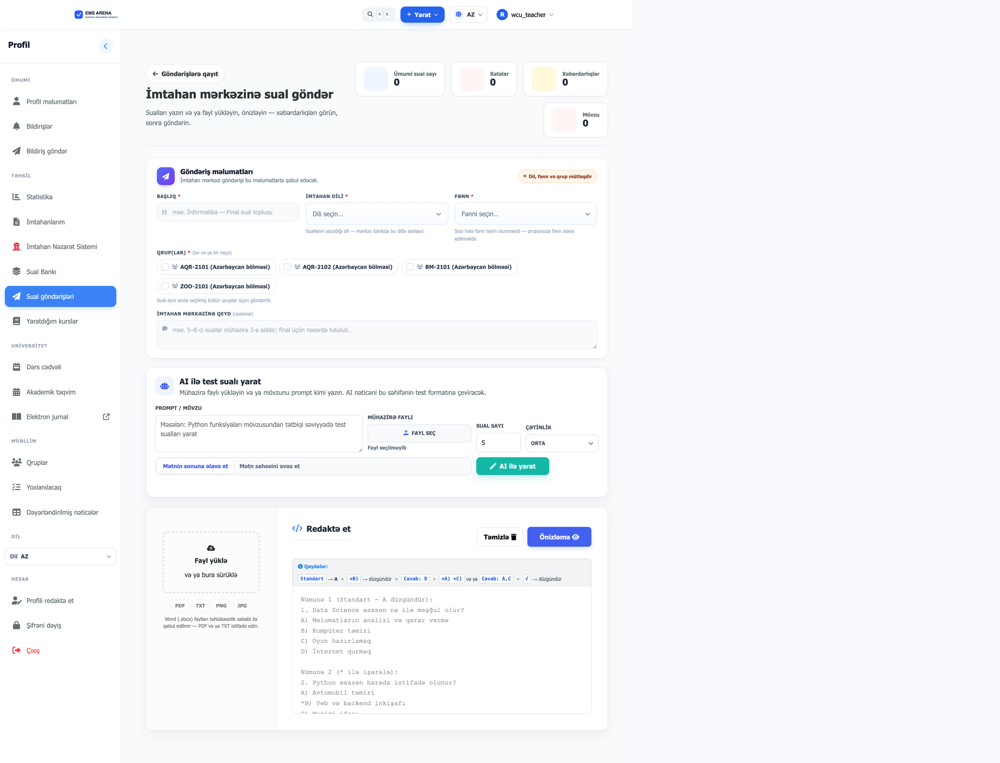 EMS ARENA
İmtahan İdarəetmə Sistemi
⌘ K
+ Yarat
AZ
R wcu_teacher
Profil
ÜMUMİ
Profil məlumatları
Bildirişlər
Bildiriş göndər
TƏHSİL
Statistika
İmtahanlarım
İmtahan Nəzarət Sistemi
Sual Bankı
Sual göndərişləri
Yaratdığım kurslar
UNİVERSİTET
Dərs cədvəli
Akademik təqvim
Elektron jurnal
MÜƏLLİM
Qruplar
Yoxlanılacaq
Dəyərləndirilmiş nəticələr
DİL
Dil AZ
HESAB
Profili redaktə et
Şifrəni dəyiş
Çıxış
← Göndərişlərə qayıt
İmtahan mərkəzinə sual göndər
Sualları yazın və ya fayl yükləyin, önizləyin — xəbərdarlıqları görün,
sonra göndərin.
Ümumi sual sayı
0
Xətalar
0
Xəbərdarlıqlar
0
Mövzu
0
Göndəriş məlumatları
İmtahan mərkəzi göndərişi bu məlumatlarla qəbul edəcək.
* Dil, fənn və qrup mütləqdir
BAŞLIQ *
H məs. İnformatika — Final sual toplusu
İMTAHAN DİLİ *
Dili seçin...
Sualların yazıldığı dil — mərkəz bankda bu dillə saxlayır.
FƏNN *
Fənni seçin...
Sizə hələ fənn təyin olunmayıb — qrupunuza fənn əlavə
edilməlidir.
QRUP(LAR) * (bir və ya bir neçə)
AQR-2101 (Azərbaycan bölməsi)
AQR-2102 (Azərbaycan bölməsi)
BM-2101 (Azərbaycan bölməsi)
ZOO-2101 (Azərbaycan bölməsi)
Sual eyni anda seçilmiş bütün qruplar üçün göndərilir.
İMTAHAN MƏRKƏZİNƏ QEYD (opsional)
məs. 5–8-ci suallar mühazirə 3-ə aiddir; final üçün nəzərdə tutulub...
AI ilə test sualı yarat
Mühazirə faylı yükləyin və ya mövzunu prompt kimi yazın. AI nəticəni bu səhifənin test formatına çevirəcək.
PROMPT / MÖVZU
Məsələn: Python funksiyaları mövzusundan tətbiqi səviyyədə test
sualları yarat
MÜHAZİRƏ FAYLI
FAYL SEÇ
Fayl seçilməyib
SUAL SAYI
5
ÇƏTİNLİK
ORTA
Mətnin sonuna əlavə et
Mətn sahəsini əvəz et
AI ilə yarat
Fayl yüklə
və ya bura sürüklə
PDF TXT PNG JPG
Word (.docx) faylları təhlükəsizlik səbəbi ilə
qəbul edilmir — PDF və ya TXT istifadə edin.
</> Redaktə et
Təmizlə
Önizləmə
Qaydalar:
Standart → A • *B) → düzgündür • Cavab: D • *A) *C) və ya Cavab: A,C • √ → düzgündür
Nümunə 1 (Standart - A düzgündür):
1. Data Science əsasən nə ilə məşğul olur?
A) Məlumatların analizi və qərar vermə
B) Kompüter təmiri
C) Oyun hazırlamaq
D) İnternet qurmaq
Nümunə 2 (* ilə işarələ):
2. Python əsasən harada istifadə olunur?
A) Avtomobil təmiri
*B) Veb və backend inkişafı
C) Musiqi ifası